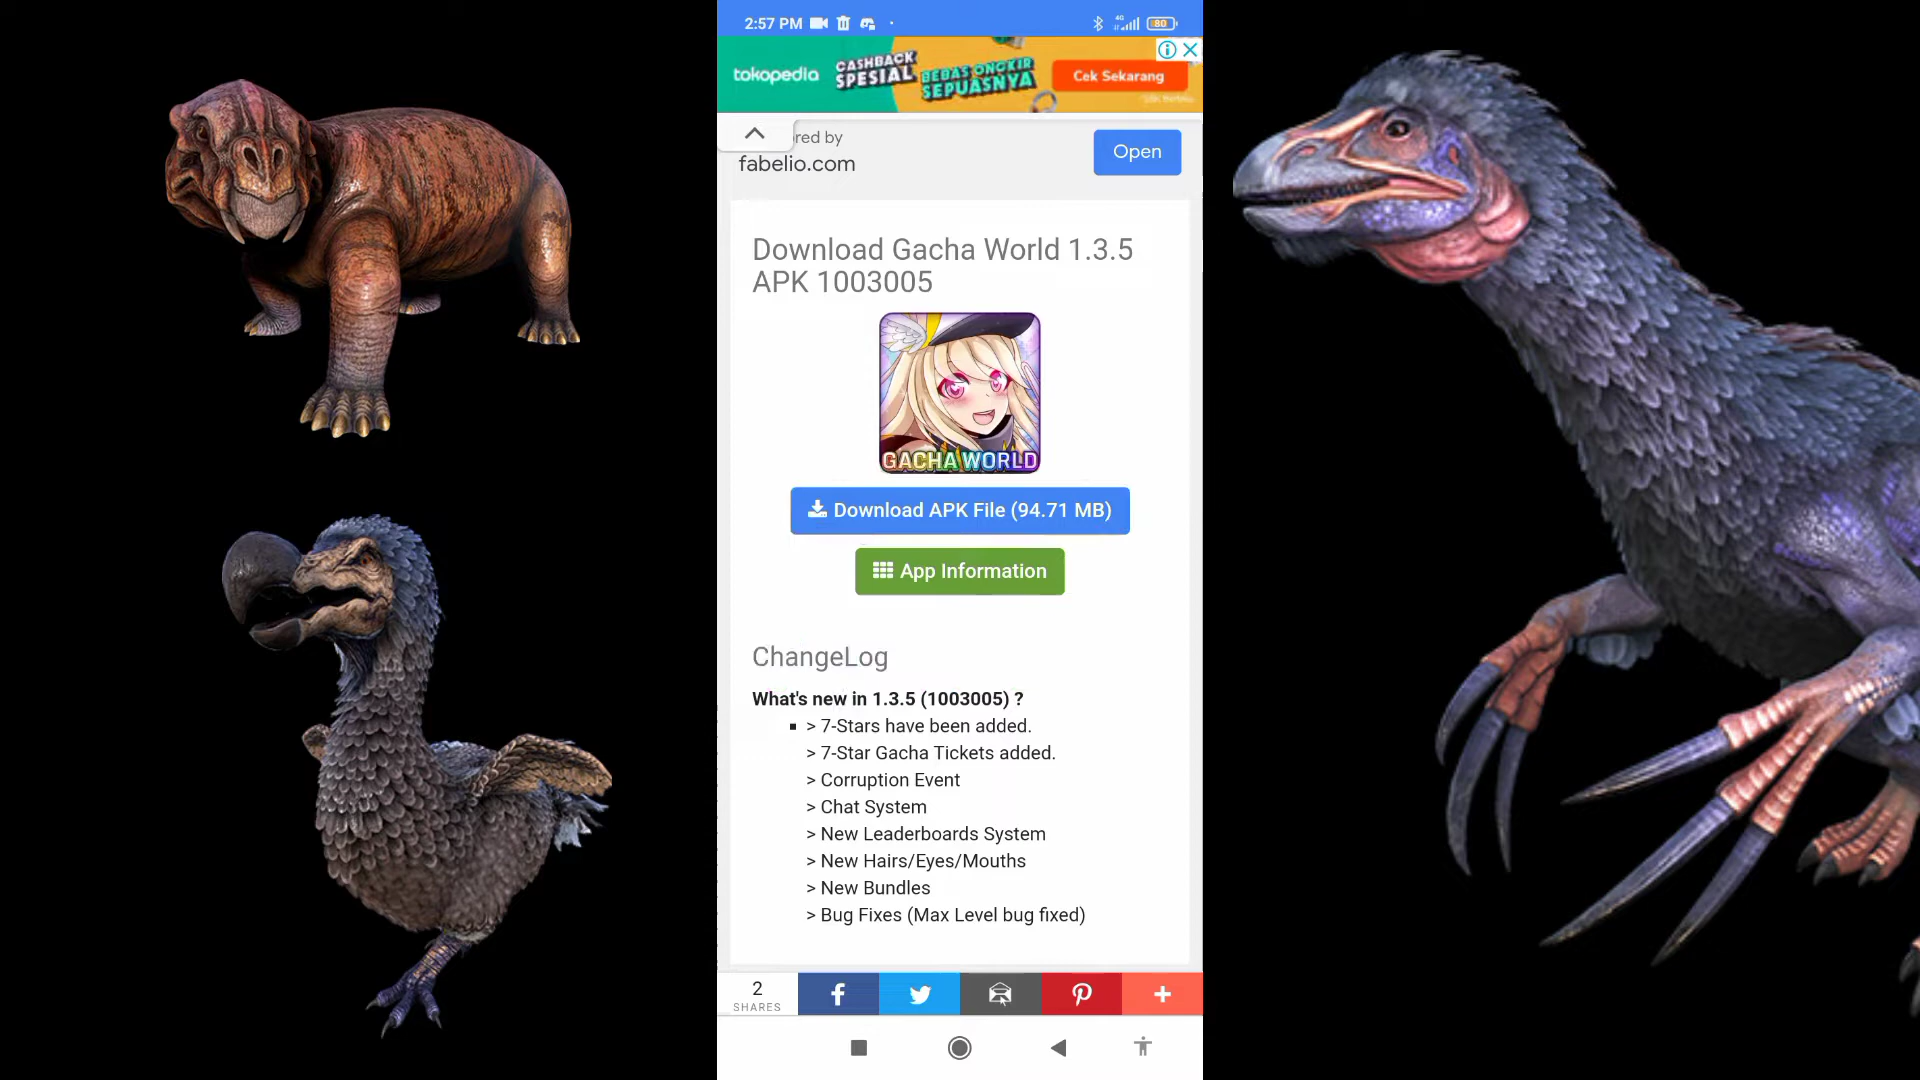 2:57 PM
4G
80
tokopedia
CASHBACK
SPESIAL
BEBAS ONGKIR
SEPUASNYA
Cek Sekarang
red by
fabelio.com
Open
Download Gacha World 1.3.5
APK 1003005
GACHA WORLD
Download APK File (94.71 MB)
App Information
ChangeLog
What's new in 1.3.5 (1003005) ?
> 7-Stars have been added.
> 7-Star Gacha Tickets added.
> Corruption Event
> Chat System
> New Leaderboards System
> New Hairs/Eyes/Mouths
> New Bundles
> Bug Fixes (Max Level bug fixed)
2
SHARES